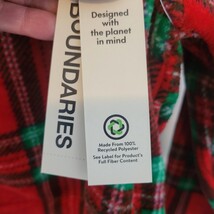 BOUNDARIES
Designed
with
the planet
in mind
Made From 100%
Recycled Polyester
See Label for Product's
Full Fiber Content